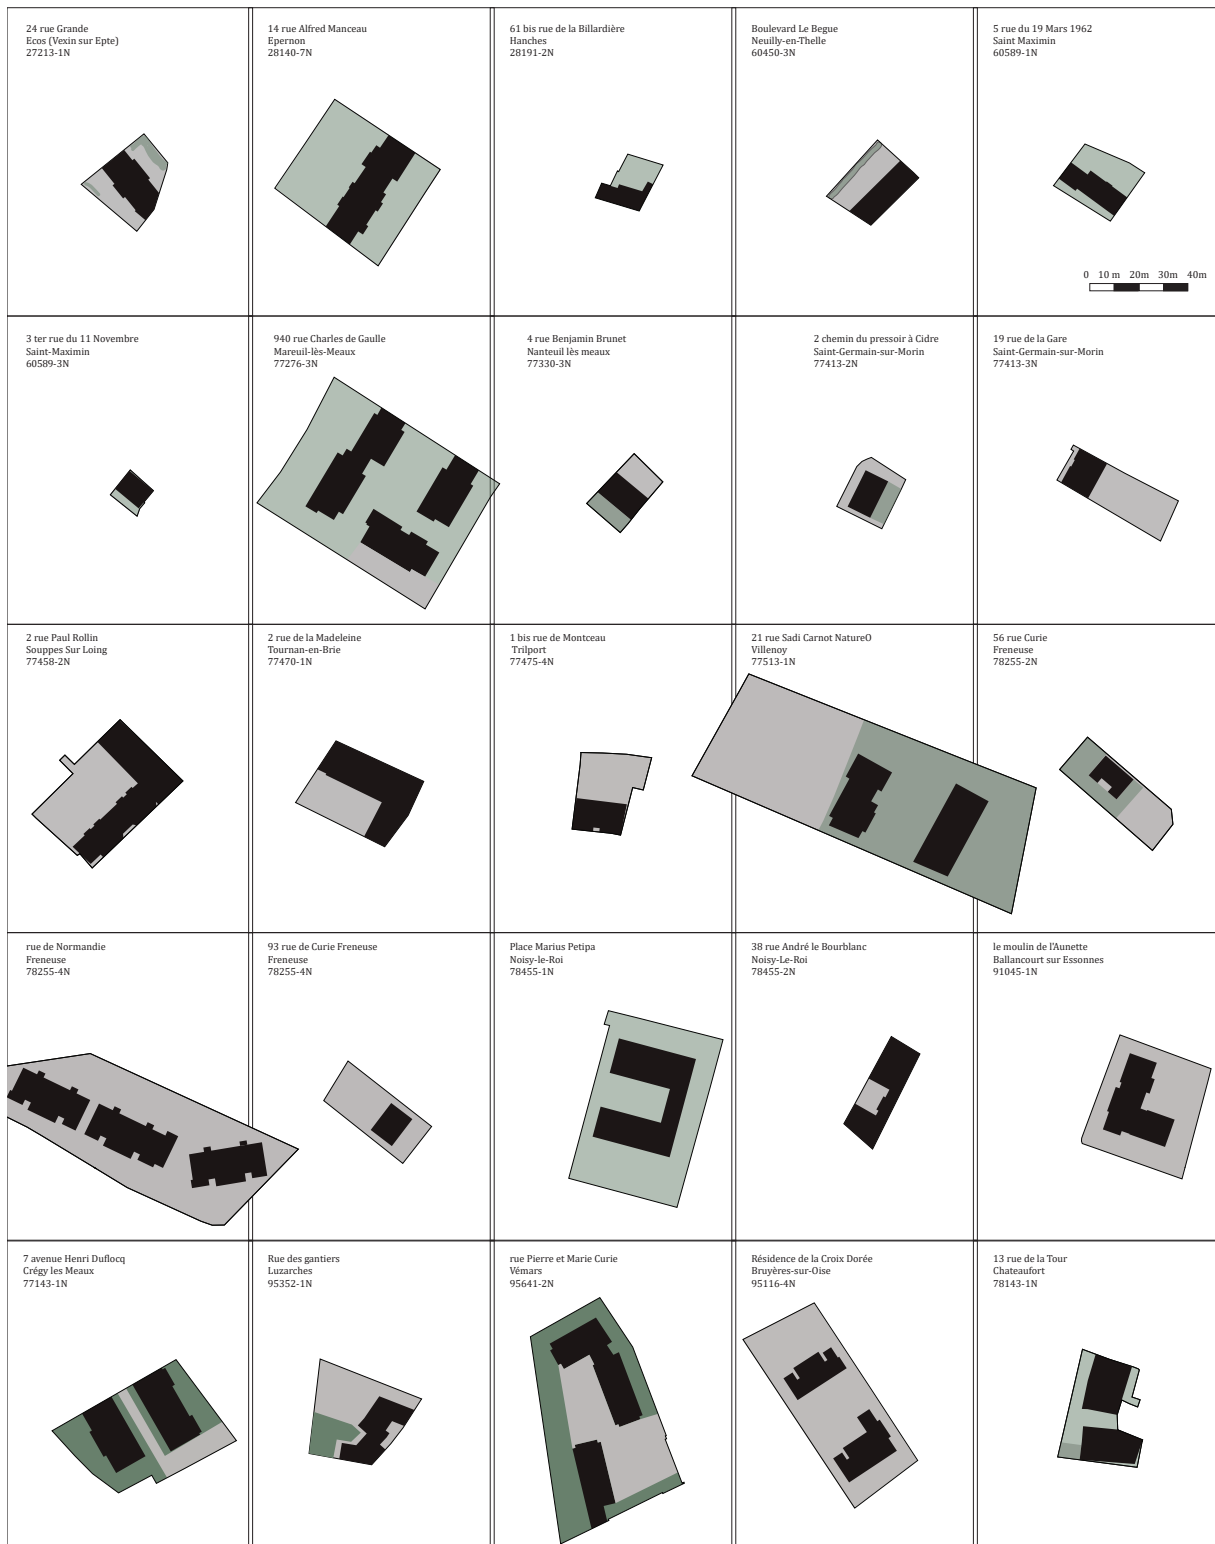 24 rue Grande
Ecos (Vexin sur Epte)
27213-1N
14 rue Alfred Manceau
Epernon
28140-7N
61 bis rue de la Billardière
Hanches
28191-2N
Boulevard Le Begue
Neuilly-en-Thelle
60450-3N
5 rue du 19 Mars 1962
Saint Maximin
60589-1N
0 10 m 20m 30m 40m
3 ter rue du 11 Novembre
Saint-Maximin
60589-3N
940 rue Charles de Gaulle
Mareuil-lès-Meaux
77276-3N
4 rue Benjamin Brunet
Nanteuil lès meaux
77330-3N
2 chemin du pressoir à Cidre
Saint-Germain-sur-Morin
77413-2N
19 rue de la Gare
Saint-Germain-sur-Morin
77413-3N
2 rue Paul Rollin
Souppes Sur Loing
77458-2N
2 rue de la Madeleine
Tournan-en-Brie
77470-1N
1 bis rue de Montceau
Trilport
77475-4N
21 rue Sadi Carnot NatureO
Villenoy
77513-1N
56 rue Curie
Freneuse
78255-2N
rue de Normandie
Freneuse
78255-4N
93 rue de Curie Freneuse
Freneuse
78255-4N
Place Marius Petipa
Noisy-le-Roi
78455-1N
38 rue André le Bourblanc
Noisy-Le-Roi
78455-2N
le moulin de l'Aunette
Ballancourt sur Essonnes
91045-1N
7 avenue Henri Duflocq
Crégy les Meaux
77143-1N
Rue des gantiers
Luzarches
95352-1N
rue Pierre et Marie Curie
Vémars
95641-2N
Résidence de la Croix Dorée
Bruyères-sur-Oise
95116-4N
13 rue de la Tour
Chateaufort
78143-1N